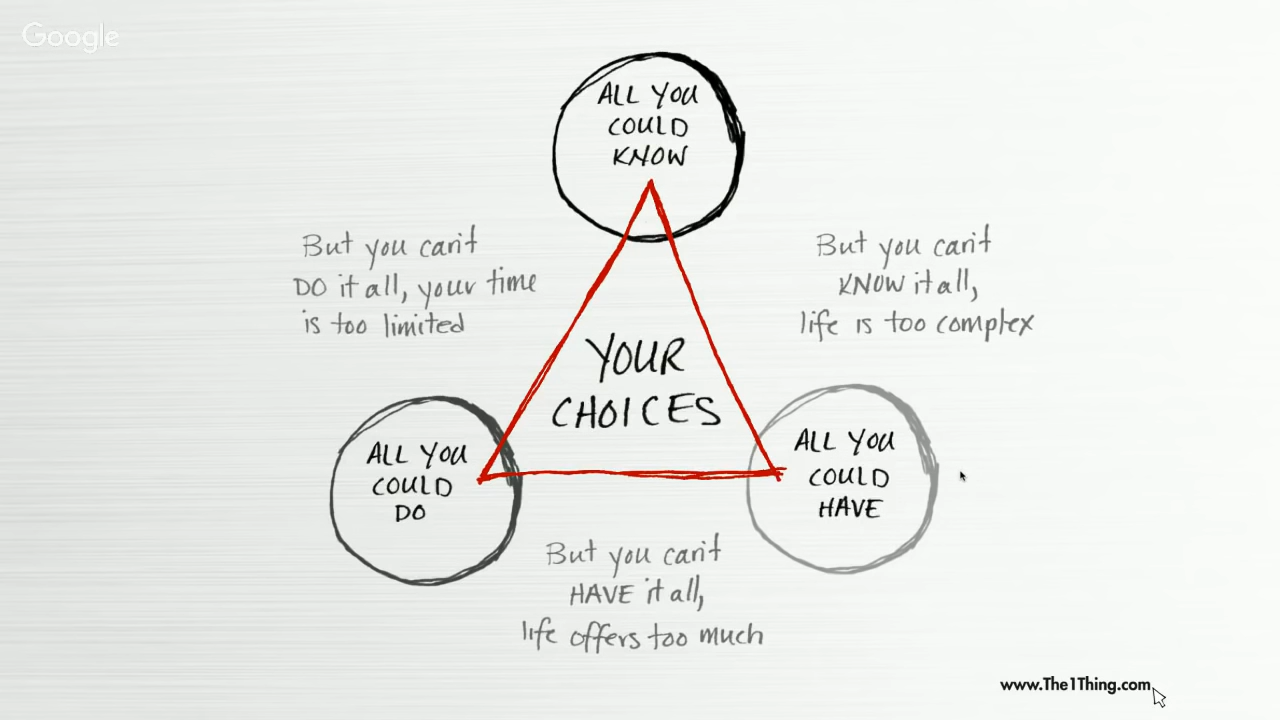 Google
ALL YOU
COULD
KNOW
But you can't
DO it all, your time
is too limited
But you can't
KNOW it all,
life is too complex
YOUR
CHOICES
ALL YOU
COULD
DO
ALL YOU
COULD
HAVE
But you can't
HAVE it all,
life offers too much
www.The1Thing.com